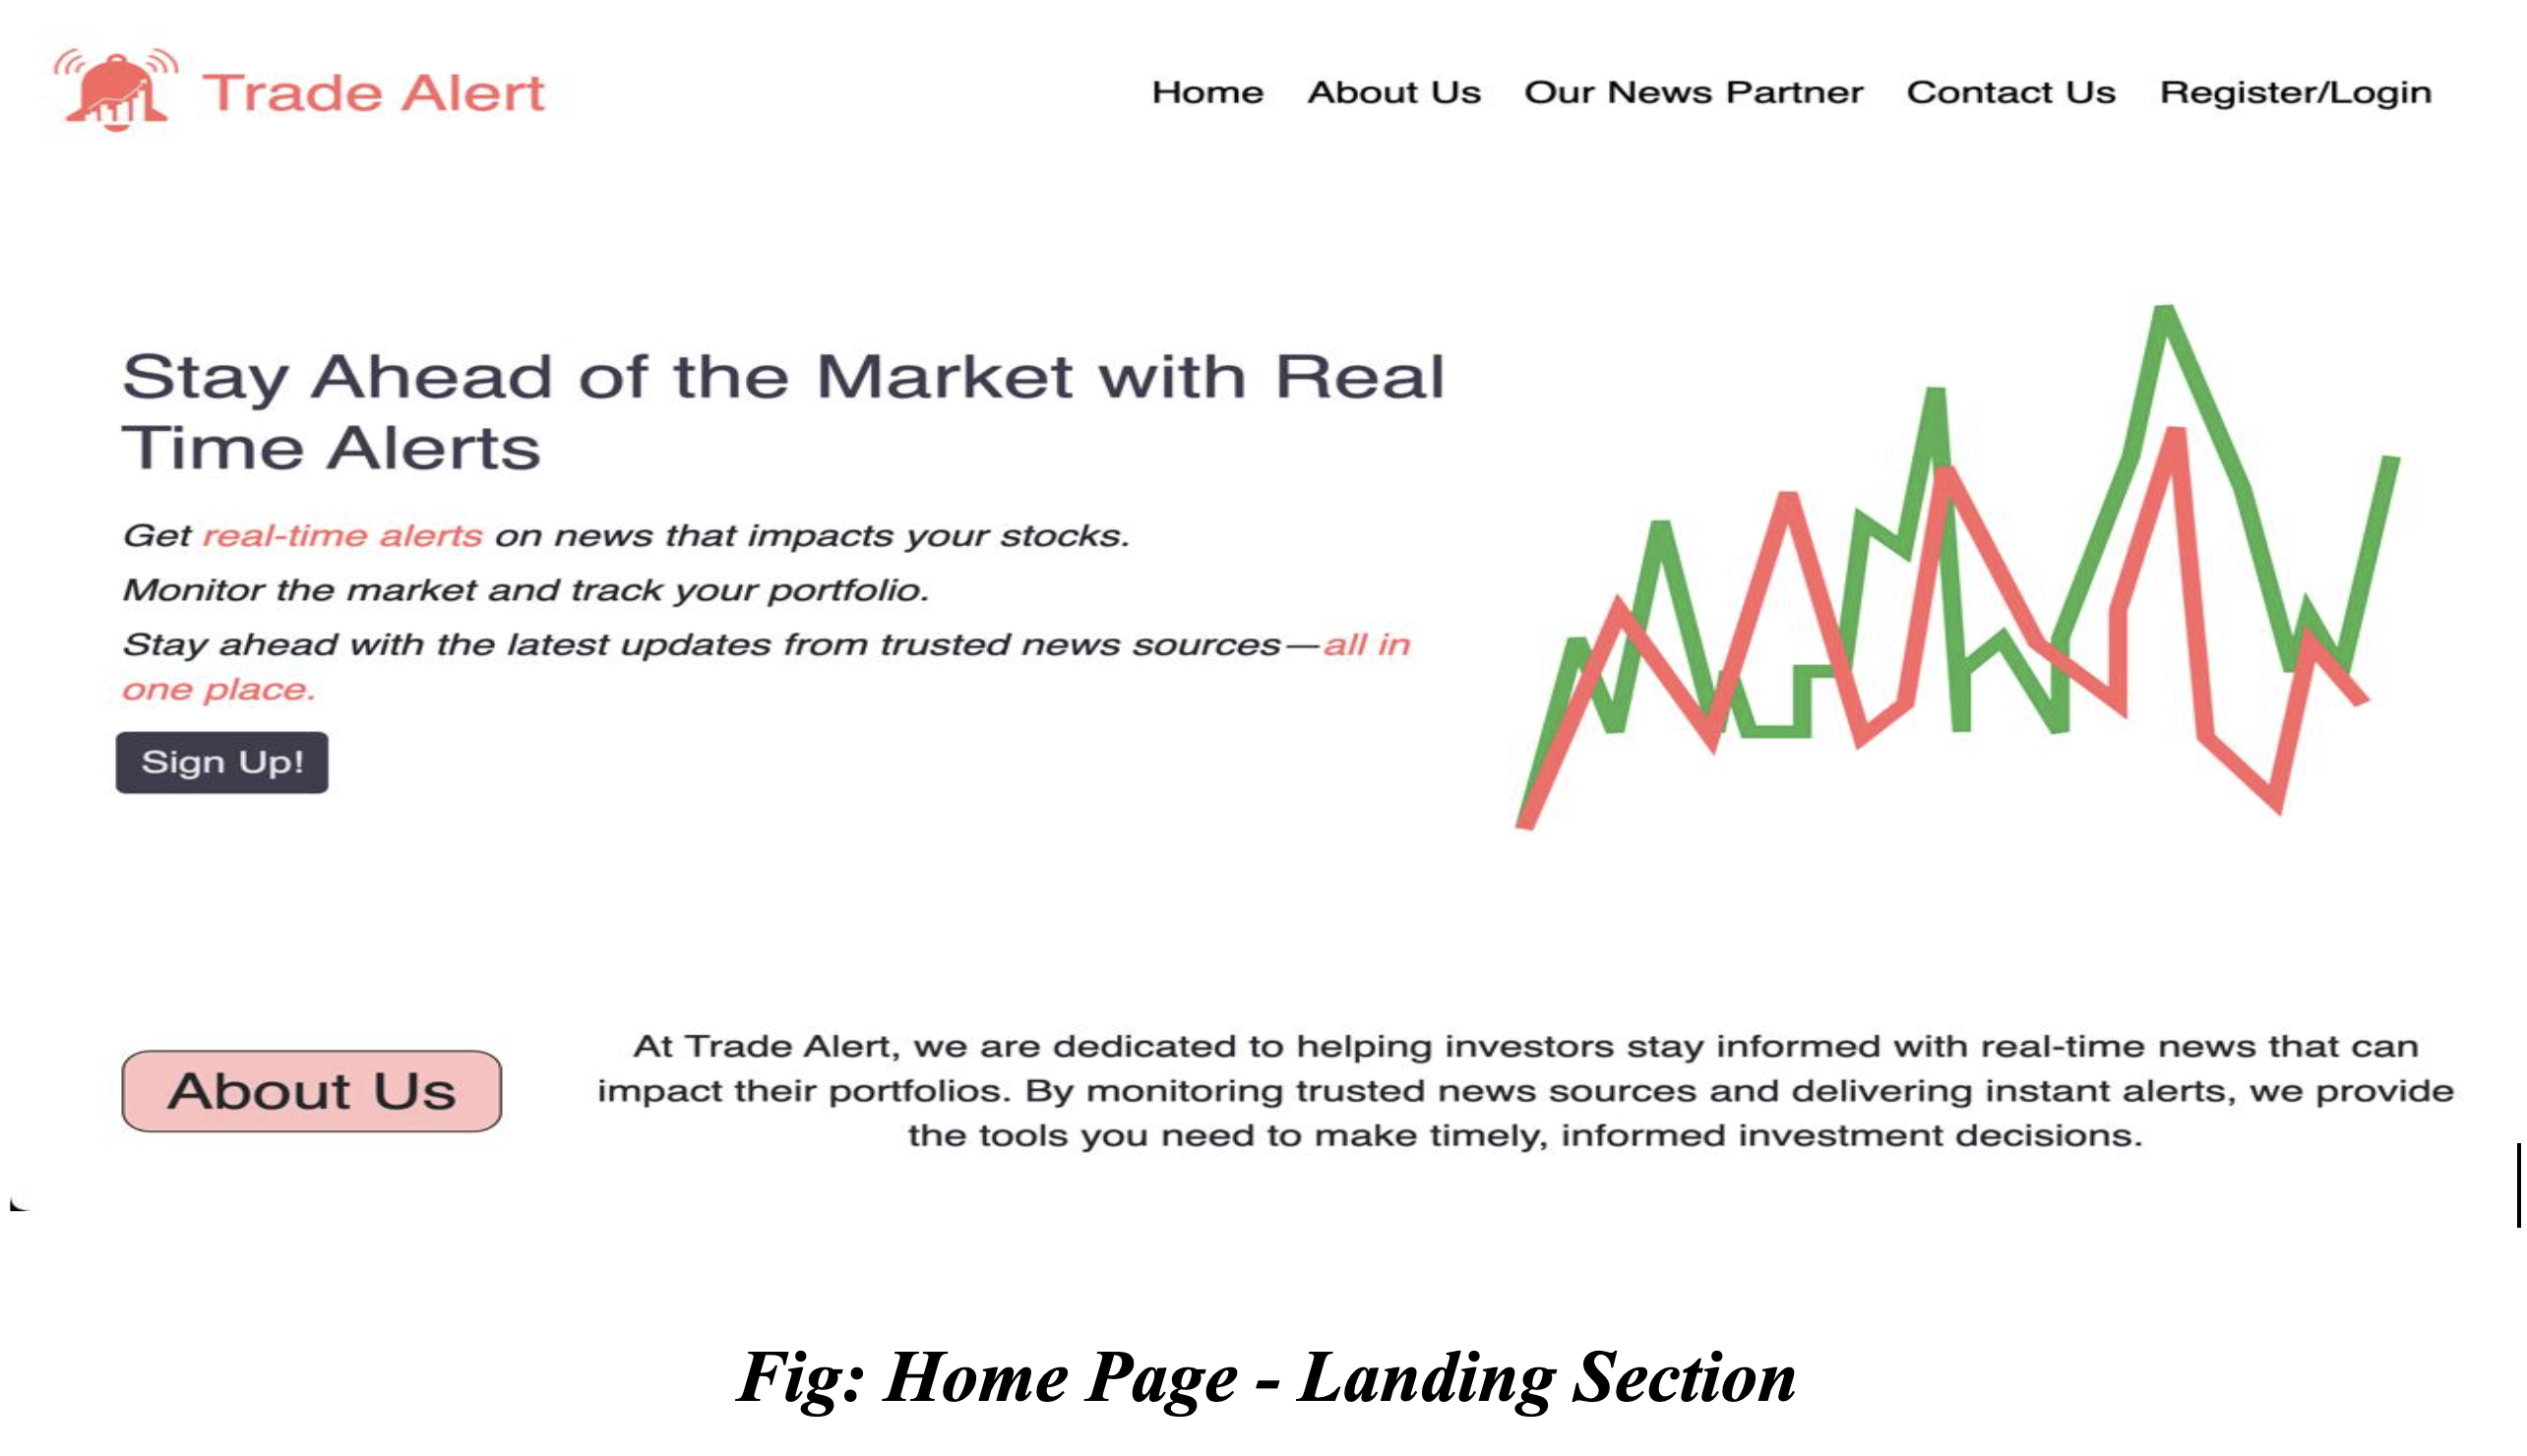 Trade Alert
Home About Us Our News Partner Contact Us Register/Login
Stay Ahead of the Market with Real
Time Alerts
Get real-time alerts on news that impacts your stocks.
Monitor the market and track your portfolio.
Stay ahead with the latest updates from trusted news sources—all in
one place.
Sign Up!
About Us
At Trade Alert, we are dedicated to helping investors stay informed with real-time news that can
impact their portfolios. By monitoring trusted news sources and delivering instant alerts, we provide
the tools you need to make timely, informed investment decisions.
Fig: Home Page - Landing Section